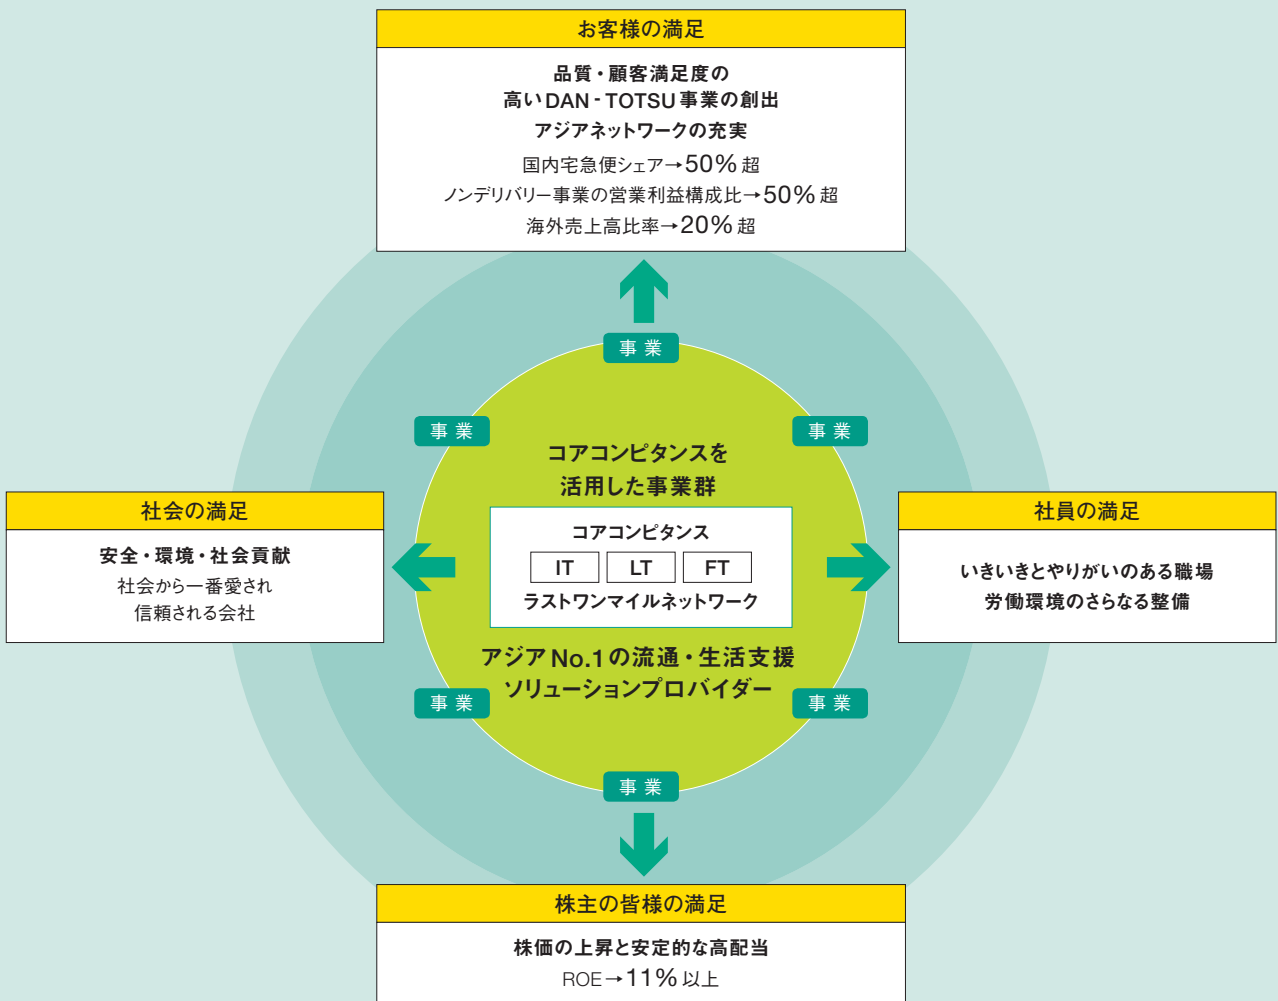 お客様の満足
品質・顧客満足度の
高いDAN‐TOTSU事業の創出
アジアネットワークの充実
国内宅急便シェア→50%超
ノンデリバリー事業の営業利益構成比→50%超
海外売上高比率→20%超
事業
事業
事業
コアコンピタンスを
活用した事業群
社会の満足
安全・環境・社会貢献
社会から一番愛され
信頼される会社
コアコンピタンス
IT LT FT
ラストワンマイルネットワーク
社員の満足
いきいきとやりがいのある職場
労働環境のさらなる整備
アジアNo.1の流通・生活支援
ソリューションプロバイダー
事業
事業
事業
株主の皆様の満足
株価の上昇と安定的な高配当
ROE→11%以上